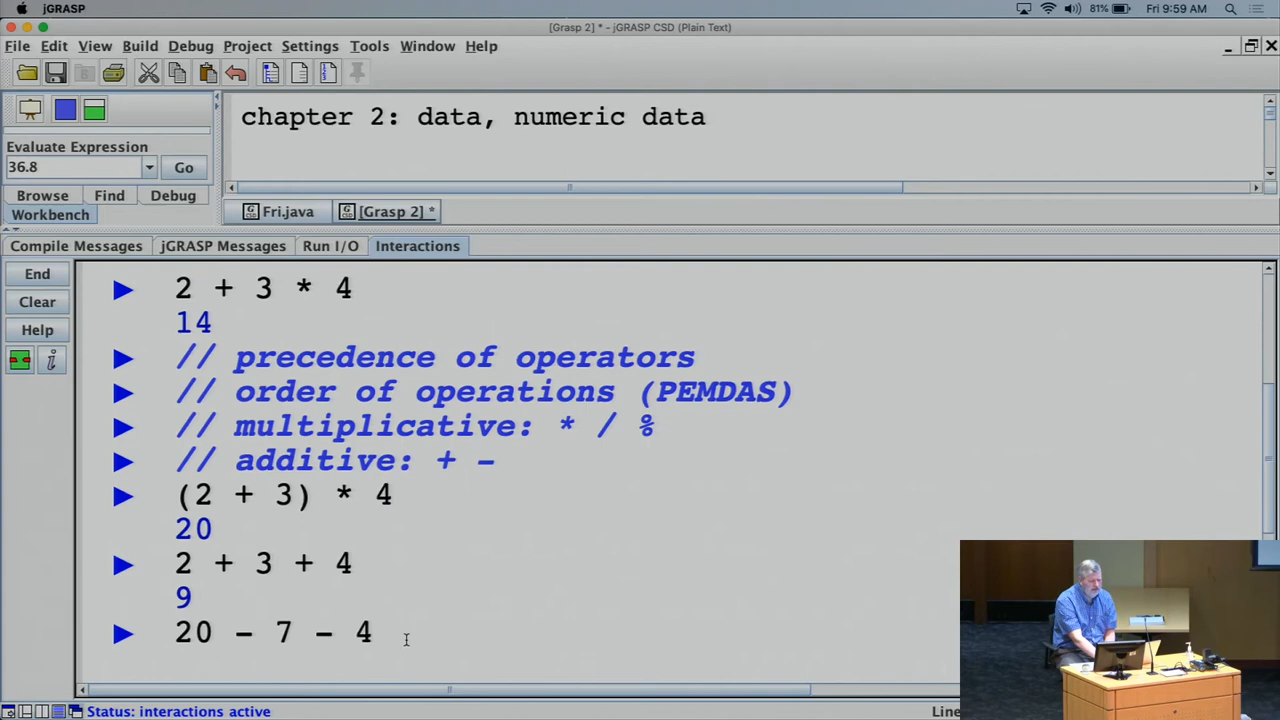 jGRASP 81% Fri 9:59 AM
[Grasp 2] * - jGRASP CSD (Plain Text)
File Edit View Build Debug Project Settings Tools Window Help
chapter 2: data, numeric data
Evaluate Expression
36.8 Go
Browse Find Debug
Workbench
Fri.java [Grasp 2] *
Compile Messages jGRASP Messages Run I/O Interactions
End
Clear
Help
2 + 3 * 4
14
// precedence of operators
// order of operations (PEMDAS)
// multiplicative: * / %
// additive: + -
(2 + 3) * 4
20
2 + 3 + 4
9
20 - 7 - 4
Status: interactions active